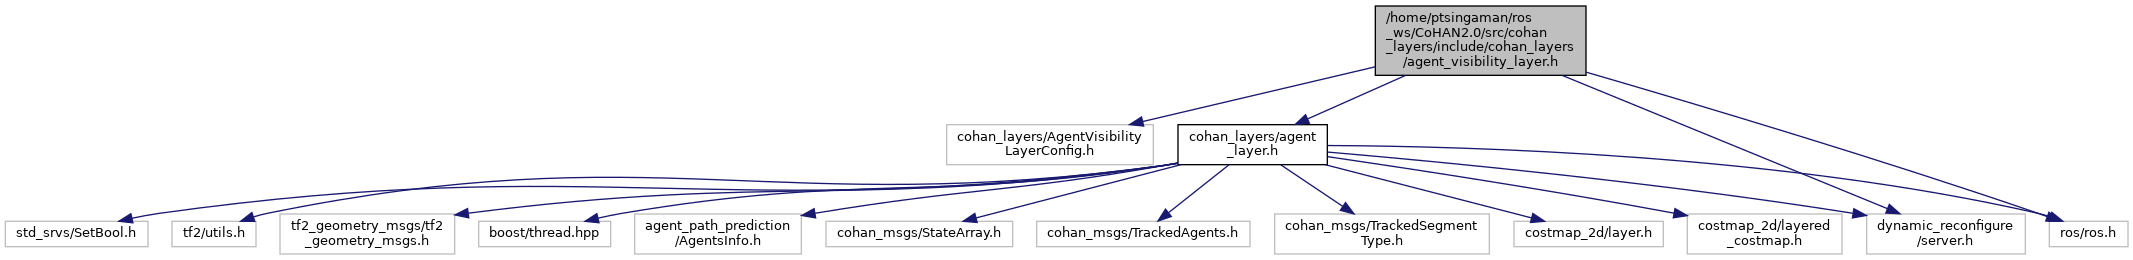 /home/ptsingaman/ros
_ws/CoHAN2.0/src/cohan
_layers/include/cohan_layers
/agent_visibility_layer.h
cohan_layers/AgentVisibility
LayerConfig.h
cohan_layers/agent
_layer.h
std_srvs/SetBool.h
tf2/utils.h
tf2_geometry_msgs/tf2
_geometry_msgs.h
boost/thread.hpp
agent_path_prediction
/AgentsInfo.h
cohan_msgs/StateArray.h
cohan_msgs/TrackedAgents.h
cohan_msgs/TrackedSegment
Type.h
costmap_2d/layer.h
costmap_2d/layered
_costmap.h
dynamic_reconfigure
/server.h
ros/ros.h